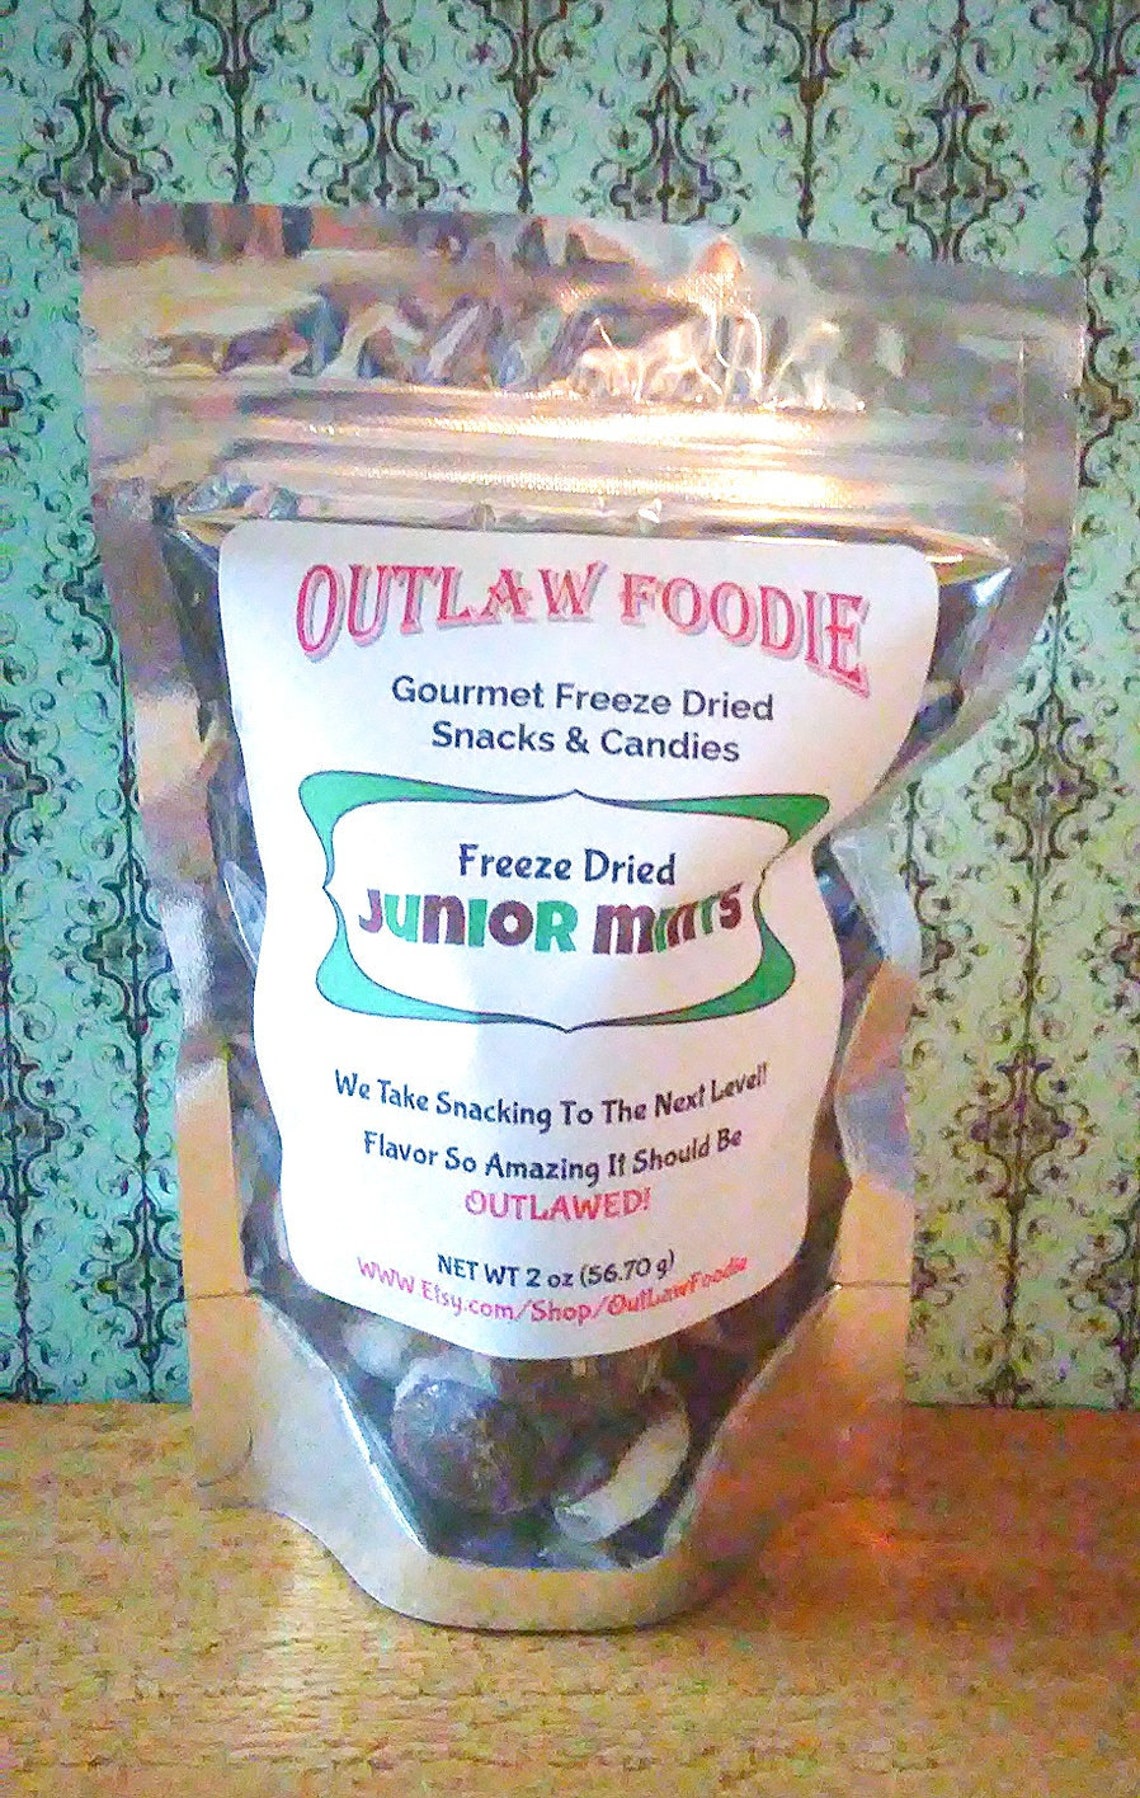 OUTLAW FOODIE
Gourmet Freeze Dried
Snacks & Candies
Freeze Dried
JUNIOR MINTS
We Take Snacking To The Next Level!
Flavor So Amazing It Should Be
OUTLAWED!
NET WT 2 oz (56.70 g)
WWW.Etsy.com/Shop/OutLawFoodie